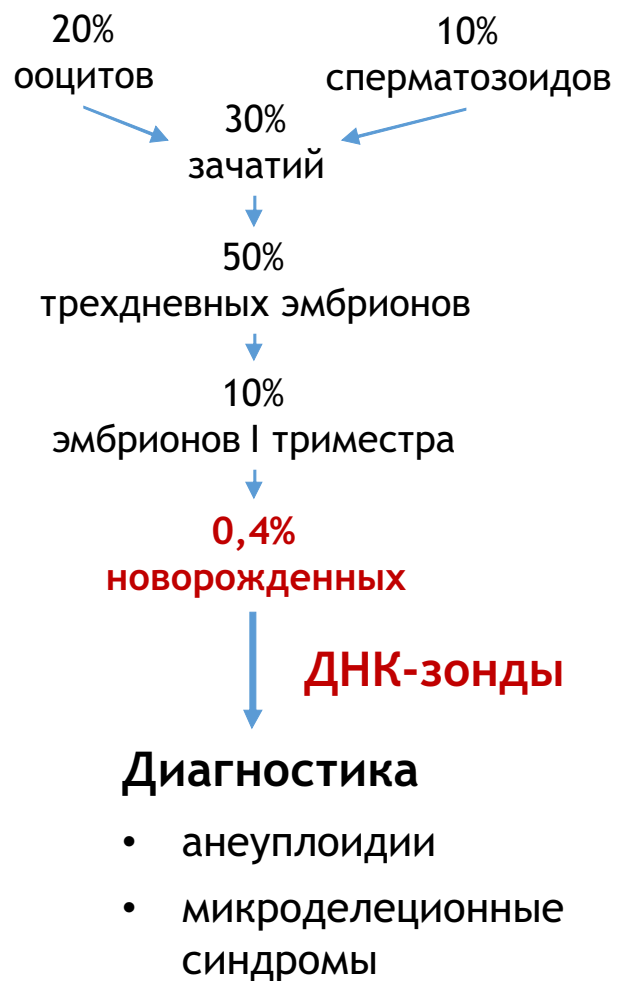 20%
ооцитов
10%
сперматозоидов
30%
зачатий
50%
трехдневных эмбрионов
10%
эмбрионов I триместра
0,4%
новорожденных
ДНК-зонды
Диагностика
• анеуплоидии
• микроделеционные
синдромы